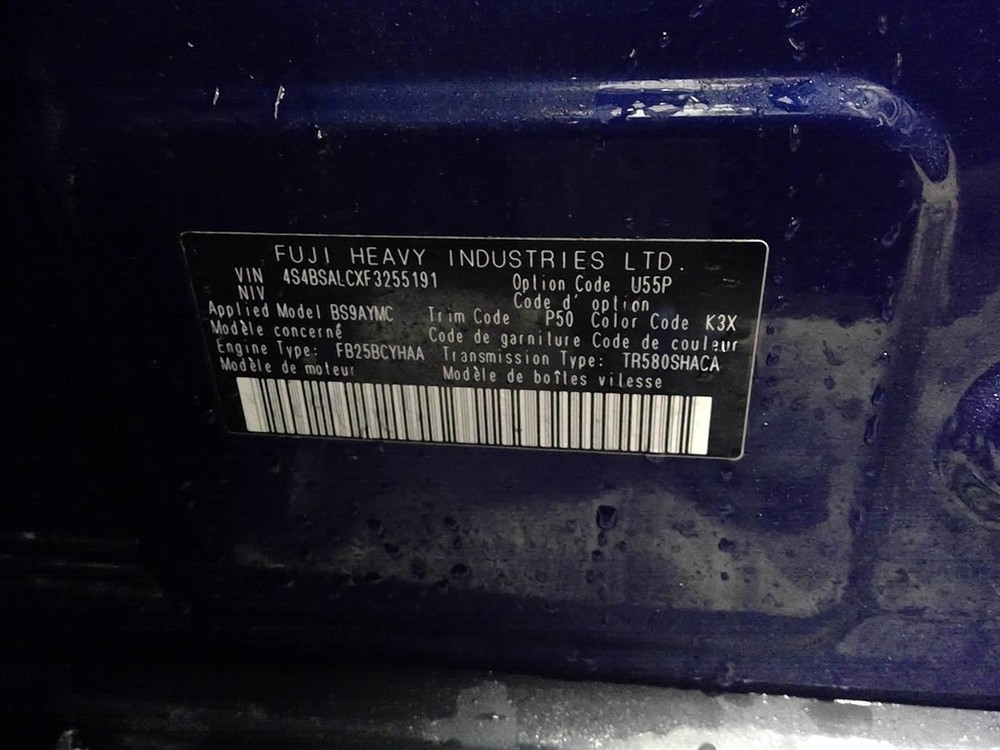 FUJI HEAVY INDUSTRIES LTD.
VIN 4S4BSALCXF3255191 Option Code U55P
NIV Code d' option
Applied Model BS9AYMC Trim Code P50 Color Code K3X
Modèle concerné Code de garniture Code de couleur
Engine Type: FB25BCYHAA Transmission Type: TR580SHACA
Modèle de moteur Modèle de boîles vilesse